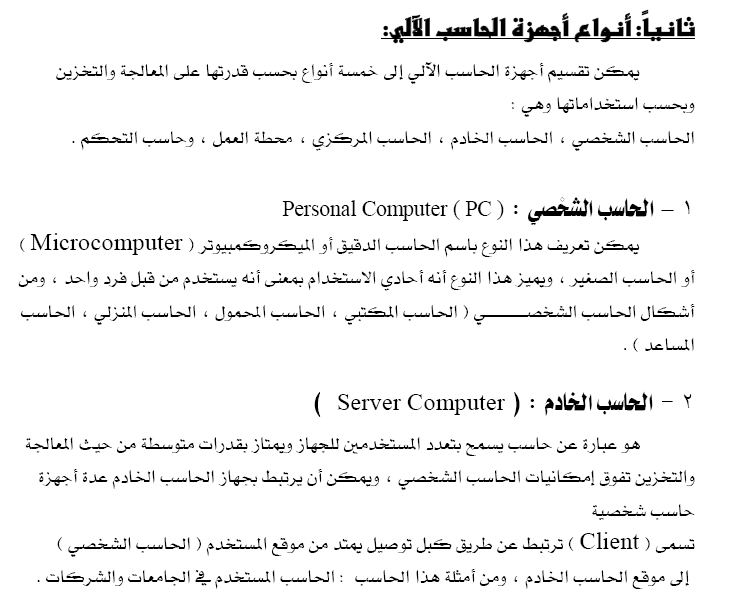 ثانياً: أنواع أجهزة الحاسب الآلي:
يمكن تقسيم أجهزة الحاسب الآلي إلى خمسة أنواع بحسب قدرتها على المعالجة والتخزين
وبحسب استخداماتها وهي :
الحاسب الشخصي ، الحاسب الخادم ، الحاسب المركزي ، محطة العمل ، وحاسب التحكم .
١ – الحاسب الشخصي : Personal Computer ( PC )
يمكن تعريف هذا النوع باسم الحاسب الدقيق أو الميكروكمبيوتر ( Microcomputer )
أو الحاسب الصغير ، ويميز هذا النوع أنه أحادي الاستخدام بمعنى أنه يستخدم من قبل فرد واحد ، ومن
أشكال الحاسب الشخصـــــــي ( الحاسب المكتبي ، الحاسب المحمول ، الحاسب المنزلي ، الحاسب
المساعد ) .
٢ – الحاسب الخادم : ( Server Computer )
هو عبارة عن حاسب يسمح بتعدد المستخدمين للجهاز ويمتاز بقدرات متوسطة من حيث المعالجة
والتخزين تفوق إمكانيات الحاسب الشخصي ، ويمكن أن يرتبط بجهاز الحاسب الخادم عدة أجهزة
حاسب شخصية
تسمى ( Client ) ترتبط عن طريق كبل توصيل يمتد من موقع المستخدم ( الحاسب الشخصي )
إلى موقع الحاسب الخادم ، ومن أمثلة هذا الحاسب : الحاسب المستخدم في الجامعات والشركات .